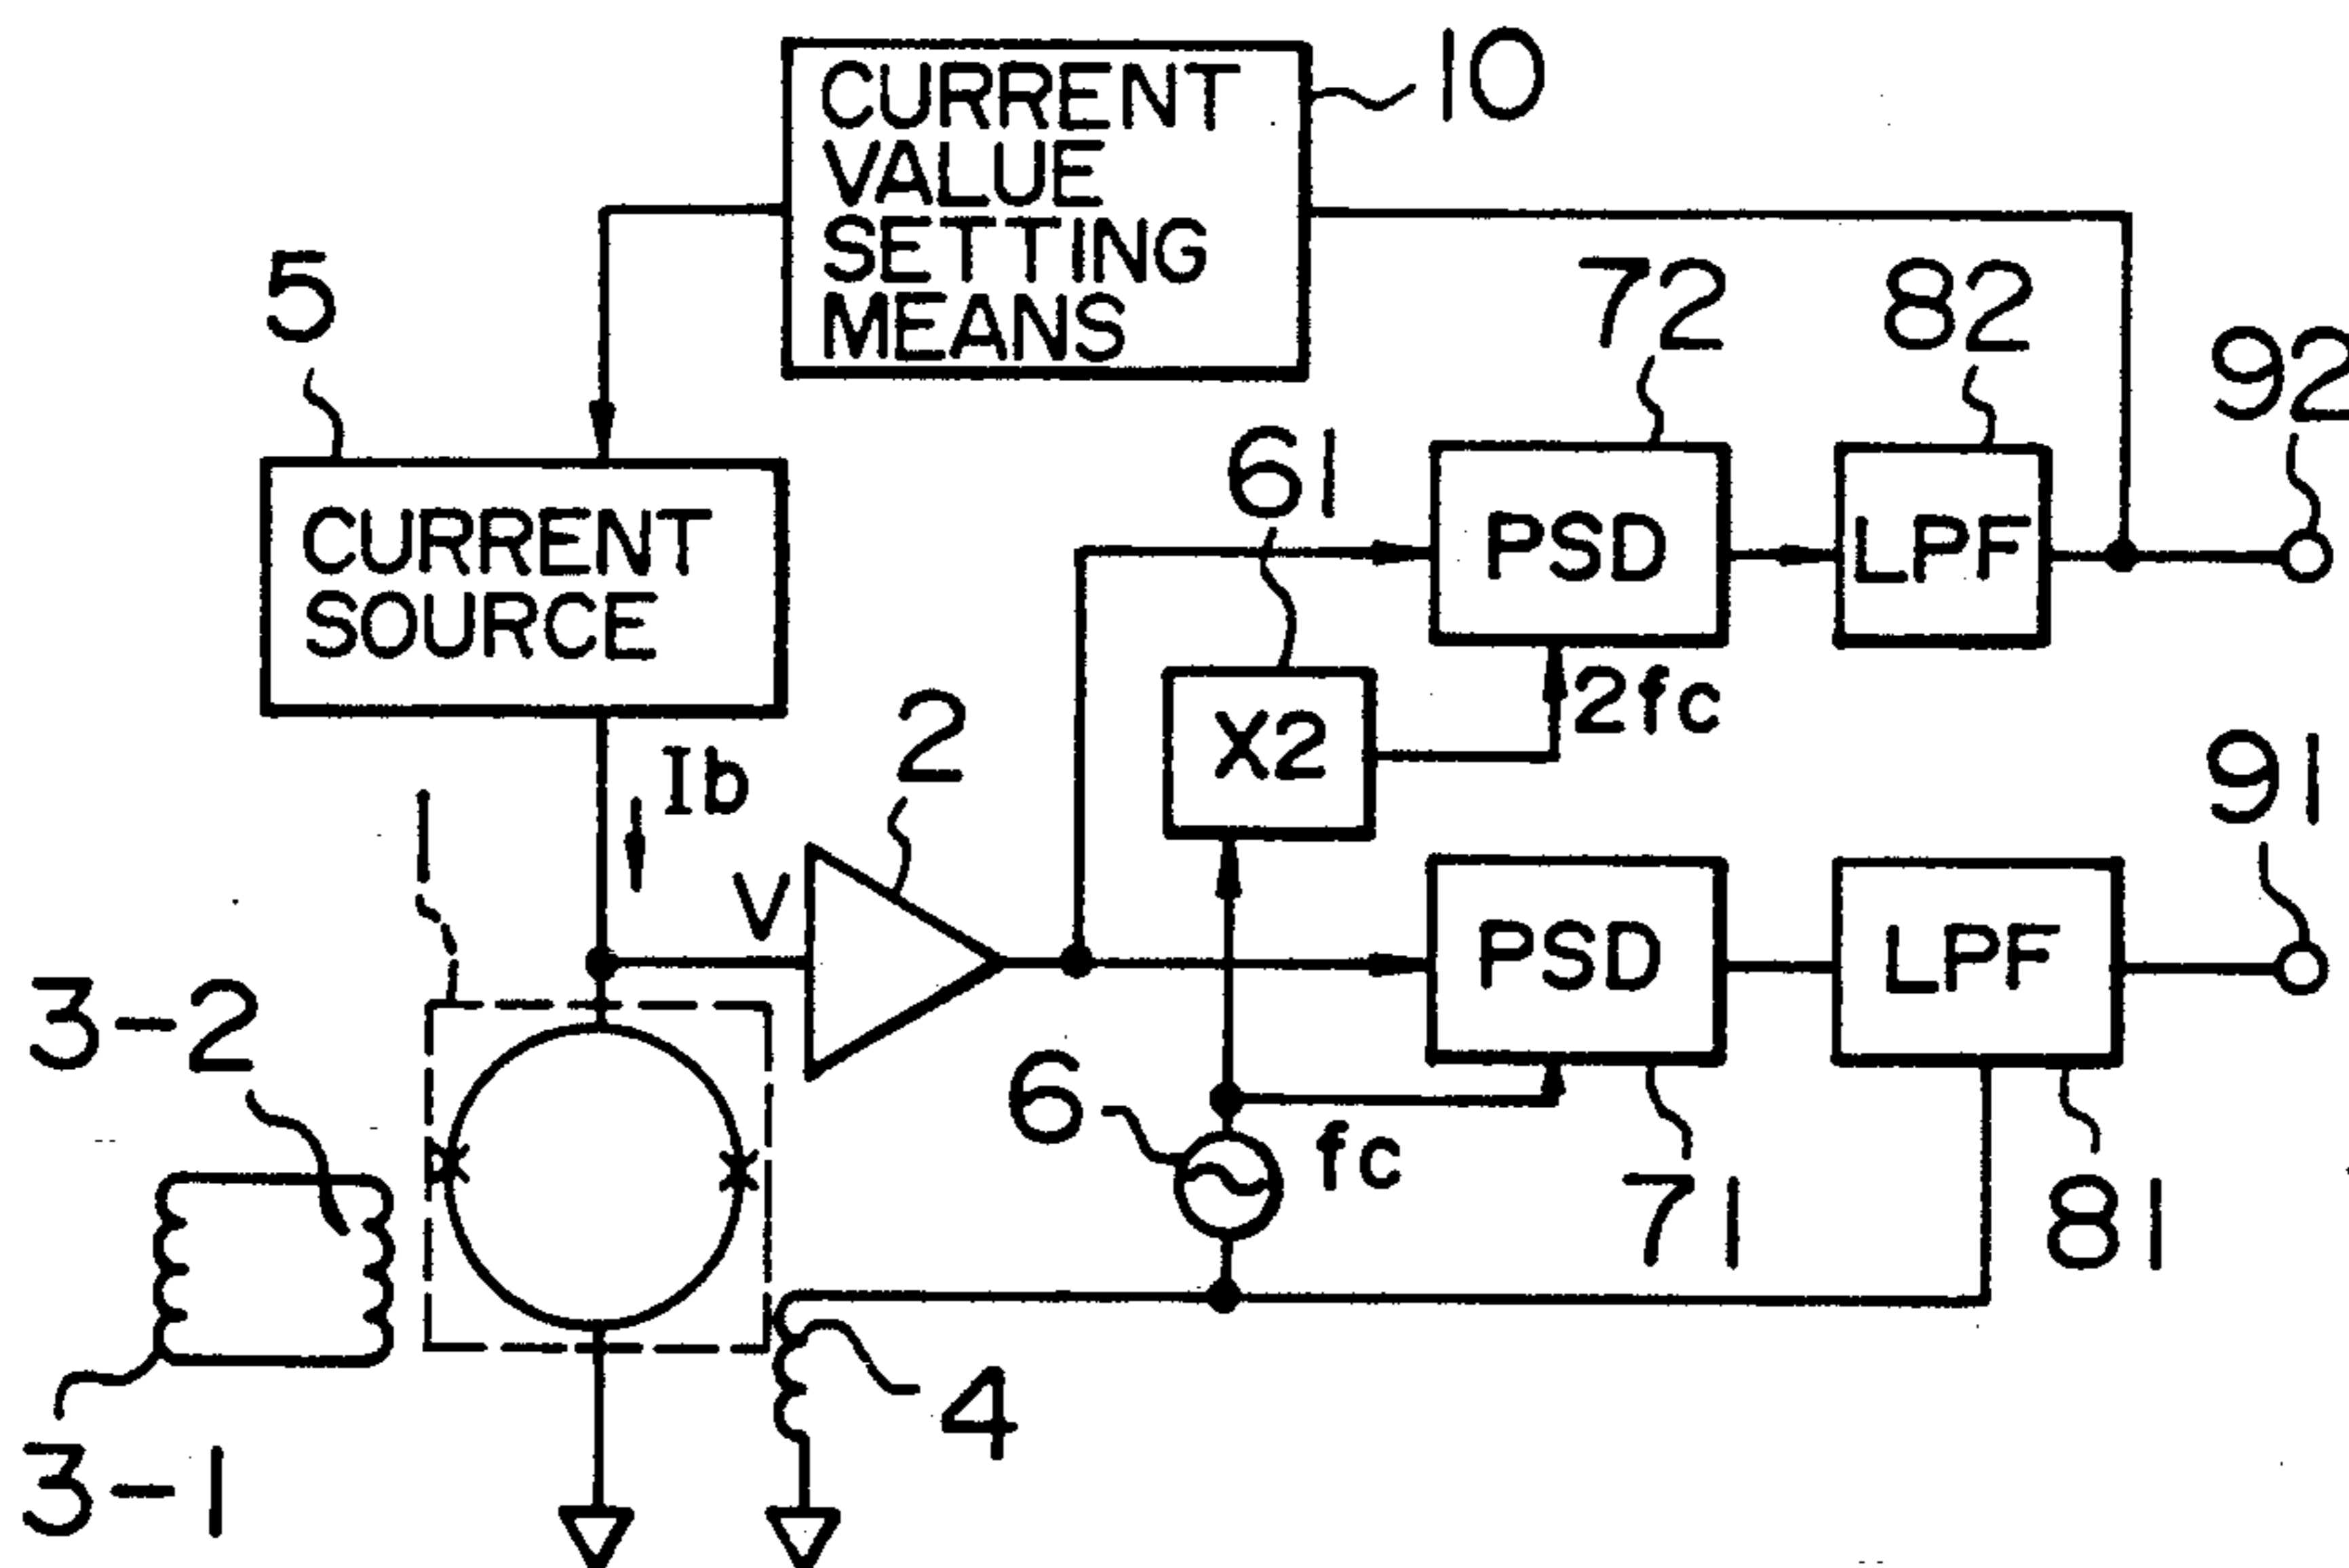 CURRENT
VALUE
SETTING
MEANS
10
5
72
82
92
61
CURRENT
SOURCE
PSD
LPF
X2
2fc
Ib
2
91
1
V
PSD
LPF
3-2
6
fc
71
81
4
3-1